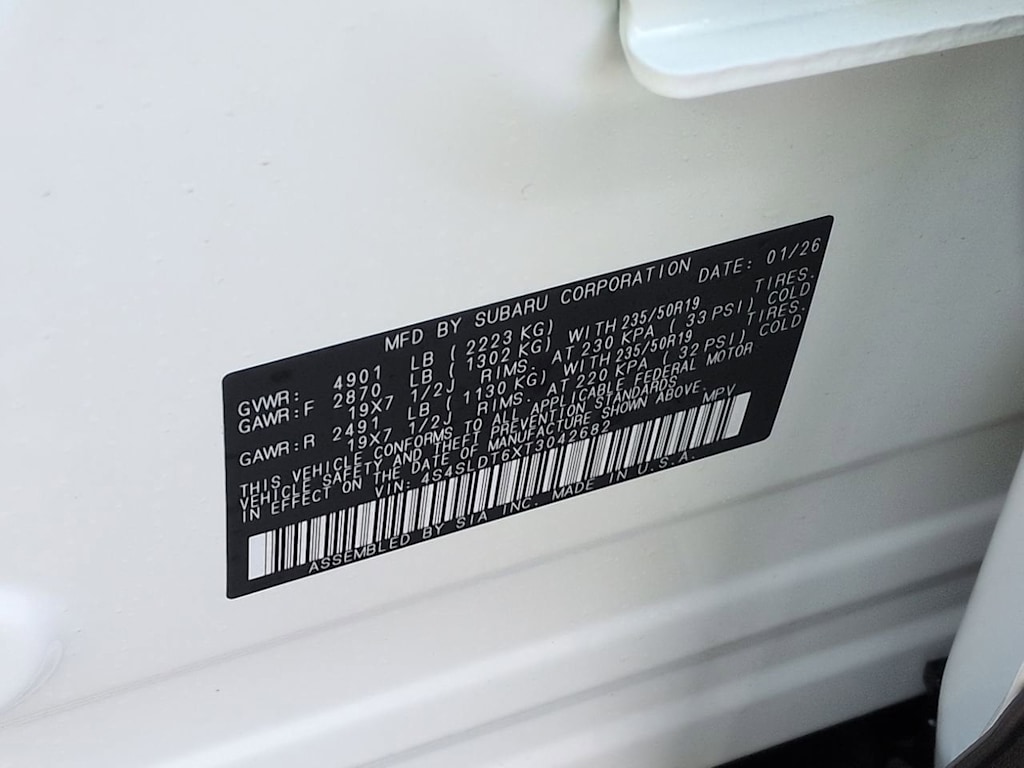 MFD BY SUBARU CORPORATION DATE: 01/26
GVWR: 4901 LB ( 2223 KG)
GAWR:F 2870 LB ( 1302 KG) WITH 235/50R19 TIRES.
19X7 1/2J RIMS. AT 230 KPA ( 33 PSI) COLD
GAWR:R 2491 LB ( 1130 KG) WITH 235/50R19 TIRES.
19X7 1/2J RIMS. AT 220 KPA ( 32 PSI) COLD
THIS VEHICLE CONFORMS TO ALL APPLICABLE FEDERAL MOTOR
VEHICLE SAFETY AND THEFT PREVENTION STANDARDS
IN EFFECT ON THE DATE OF MANUFACTURE SHOWN ABOVE.
VIN: 4S4SLDT6XT3042682 MPV
ASSEMBLED BY SIA INC. MADE IN U.S.A.